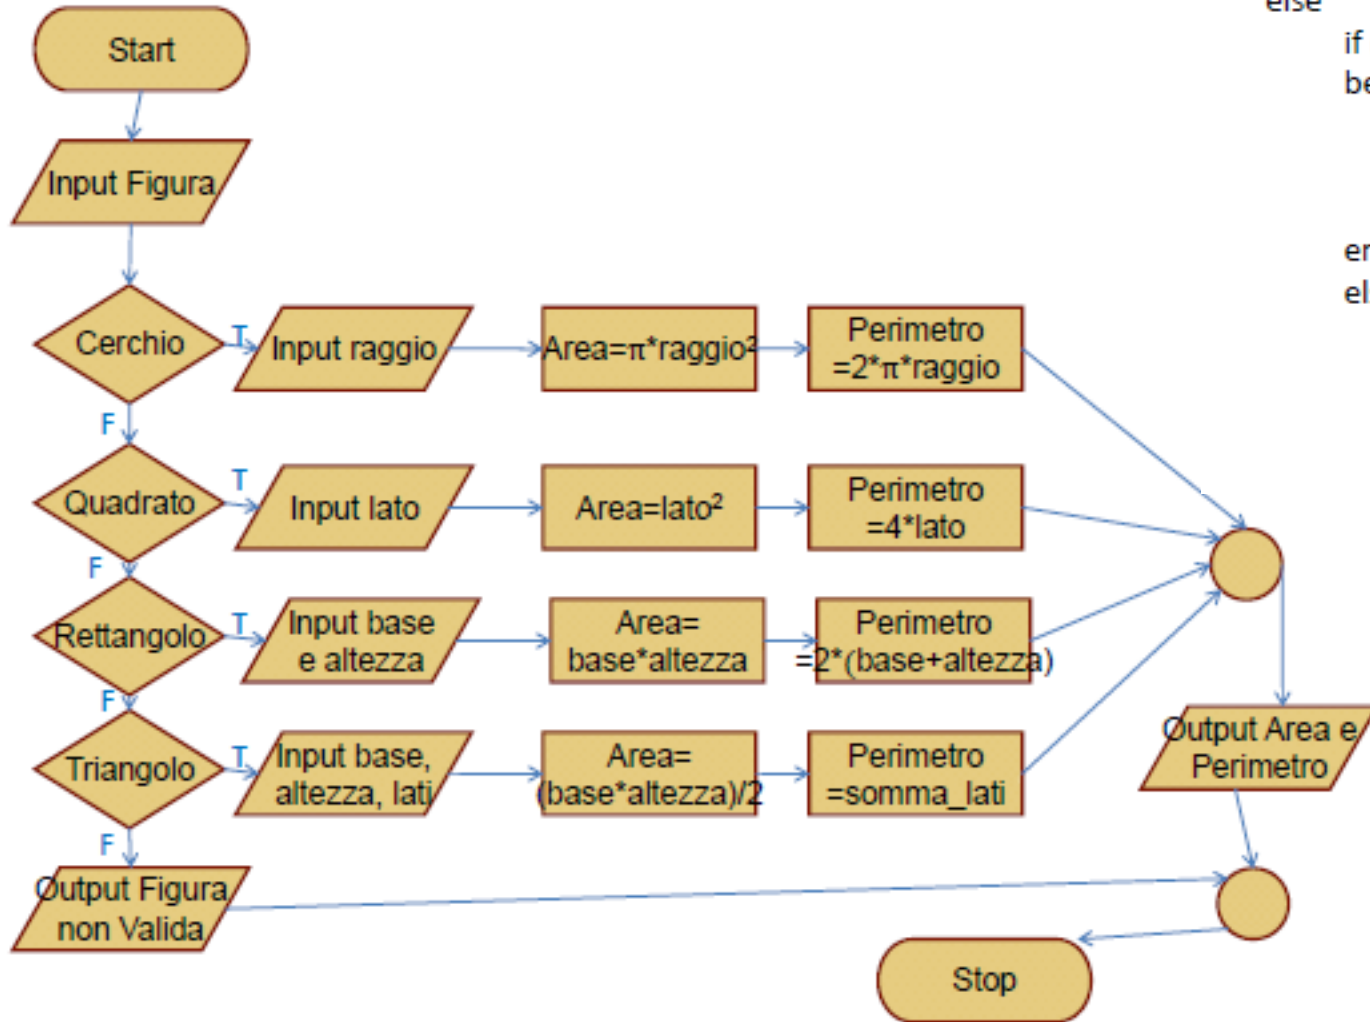 Start
Input Figura
Cerchio
T
Input raggio
Area=π*raggio²
Perimetro
=2*π*raggio
F
Quadrato
T
Input lato
Area=lato²
Perimetro
=4*lato
F
Rettangolo
T
Input base
e altezza
Area=
base*altezza
Perimetro
=2*(base+altezza)
F
Triangolo
T
Input base,
altezza, lati
Area=
(base*altezza)/2
Perimetro
=somma_lati
Output Area e
Perimetro
F
Output Figura
non Valida
Stop
else
if